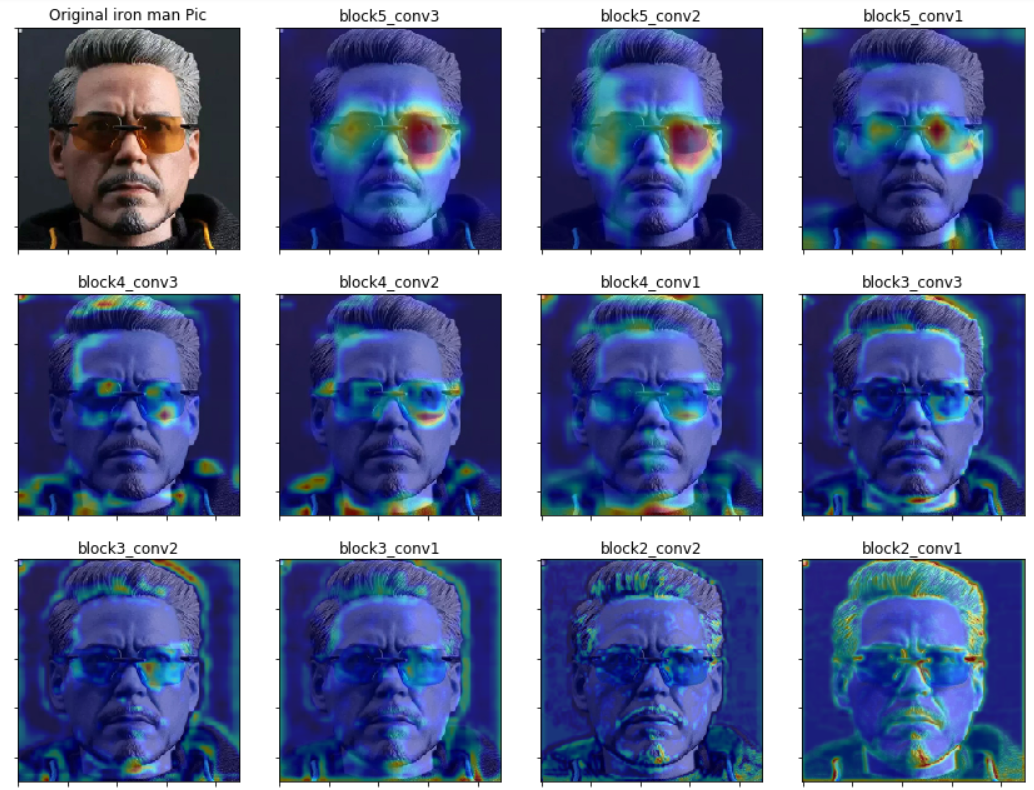 Original iron man Pic
block5_conv3
block5_conv2
block5_conv1
block4_conv3
block4_conv2
block4_conv1
block3_conv3
block3_conv2
block3_conv1
block2_conv2
block2_conv1